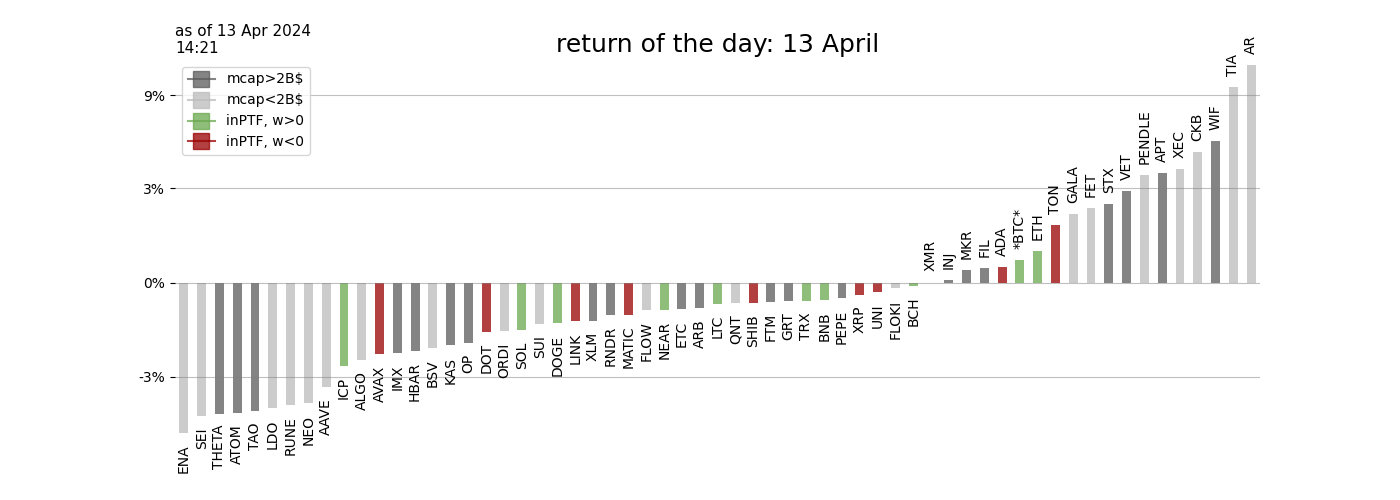 as of 13 Apr 2024
14:21
return of the day: 13 April
mcap>2B$
mcap<2B$
inPTF, w>0
inPTF, w<0
9%
3%
0%
-3%
ENA
SEI
THETA
ATOM
TAO
LDO
RUNE
NEO
AAVE
ICP
ALGO
AVAX
IMX
HBAR
BSV
KAS
OP
DOT
ORDI
SOL
SUI
DOGE
LINK
XLM
RNDR
MATIC
FLOW
NEAR
ETC
ARB
LTC
QNT
SHIB
FTM
GRT
TRX
BNB
PEPE
XRP
UNI
FLOKI
BCH
XMR
INJ
MKR
FIL
ADA
*BTC*
ETH
TON
GALA
FET
STX
VET
PENDLE
APT
XEC
CKB
WIF
TIA
AR